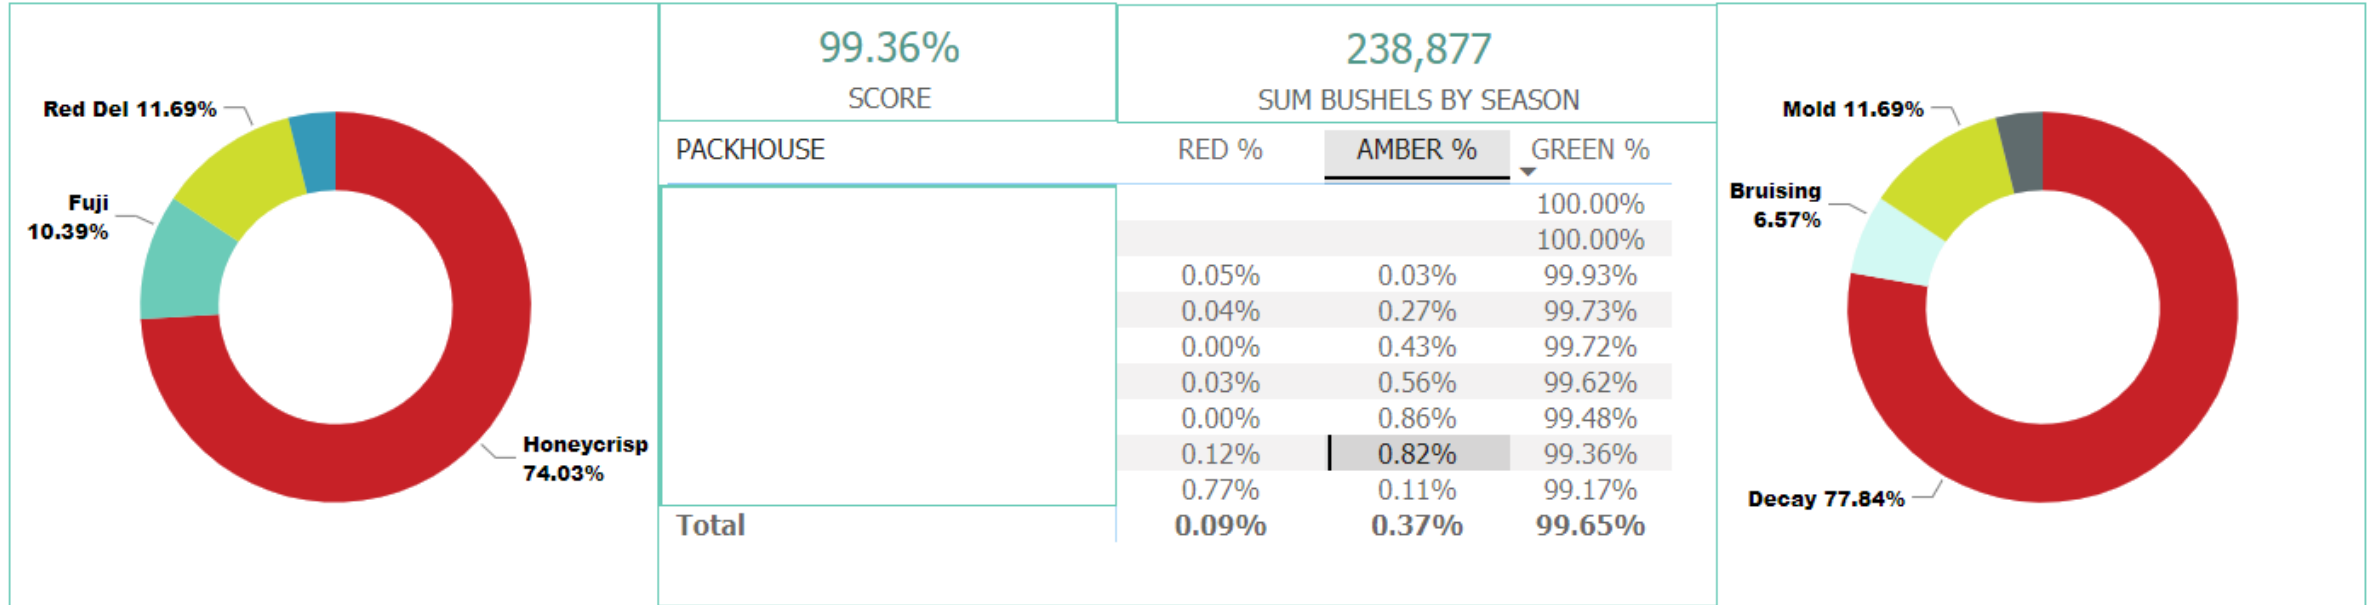 Red Del 11.69%
Fuji
10.39%
Honeycrisp
74.03%
99.36%
SCORE
238,877
SUM BUSHELS BY SEASON
PACKHOUSE RED % AMBER % GREEN %
100.00%
100.00%
0.05% 0.03% 99.93%
0.04% 0.27% 99.73%
0.00% 0.43% 99.72%
0.03% 0.56% 99.62%
0.00% 0.86% 99.48%
0.12% 0.82% 99.36%
0.77% 0.11% 99.17%
Total 0.09% 0.37% 99.65%
Mold 11.69%
Bruising
6.57%
Decay 77.84%